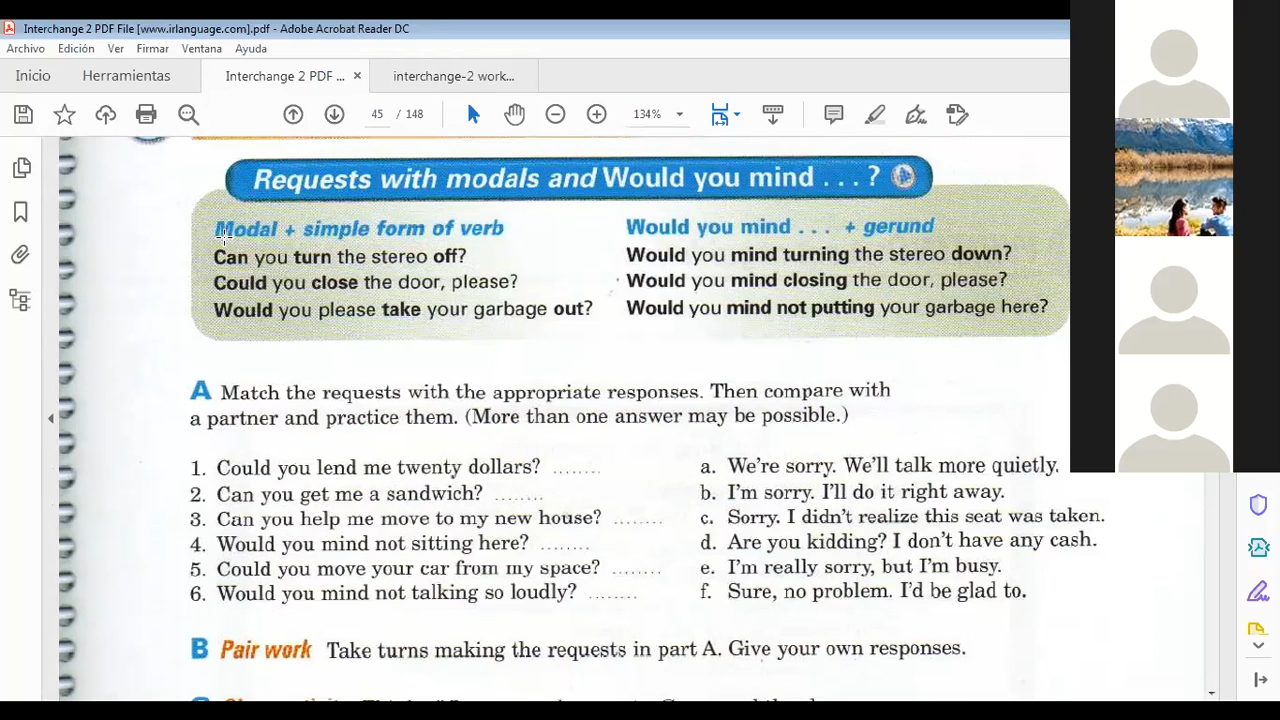 Interchange 2 PDF File [www.irlanguage.com].pdf - Adobe Acrobat Reader DC
Archivo Edición Ver Firmar Ventana Ayuda
Inicio Herramientas Interchange 2 PDF ... × interchange-2 work...
45 / 148 134%
Requests with modals and Would you mind . . . ?
Modal + simple form of verb
Can you turn the stereo off?
Could you close the door, please?
Would you please take your garbage out?
Would you mind . . . + gerund
Would you mind turning the stereo down?
Would you mind closing the door, please?
Would you mind not putting your garbage here?
A Match the requests with the appropriate responses. Then compare with
a partner and practice them. (More than one answer may be possible.)
1. Could you lend me twenty dollars? ........
2. Can you get me a sandwich? ........
3. Can you help me move to my new house? ........
4. Would you mind not sitting here? ........
5. Could you move your car from my space? ........
6. Would you mind not talking so loudly? ........
a. We're sorry. We'll talk more quietly.
b. I'm sorry. I'll do it right away.
c. Sorry. I didn't realize this seat was taken.
d. Are you kidding? I don't have any cash.
e. I'm really sorry, but I'm busy.
f. Sure, no problem. I'd be glad to.
B Pair work Take turns making the requests in part A. Give your own responses.